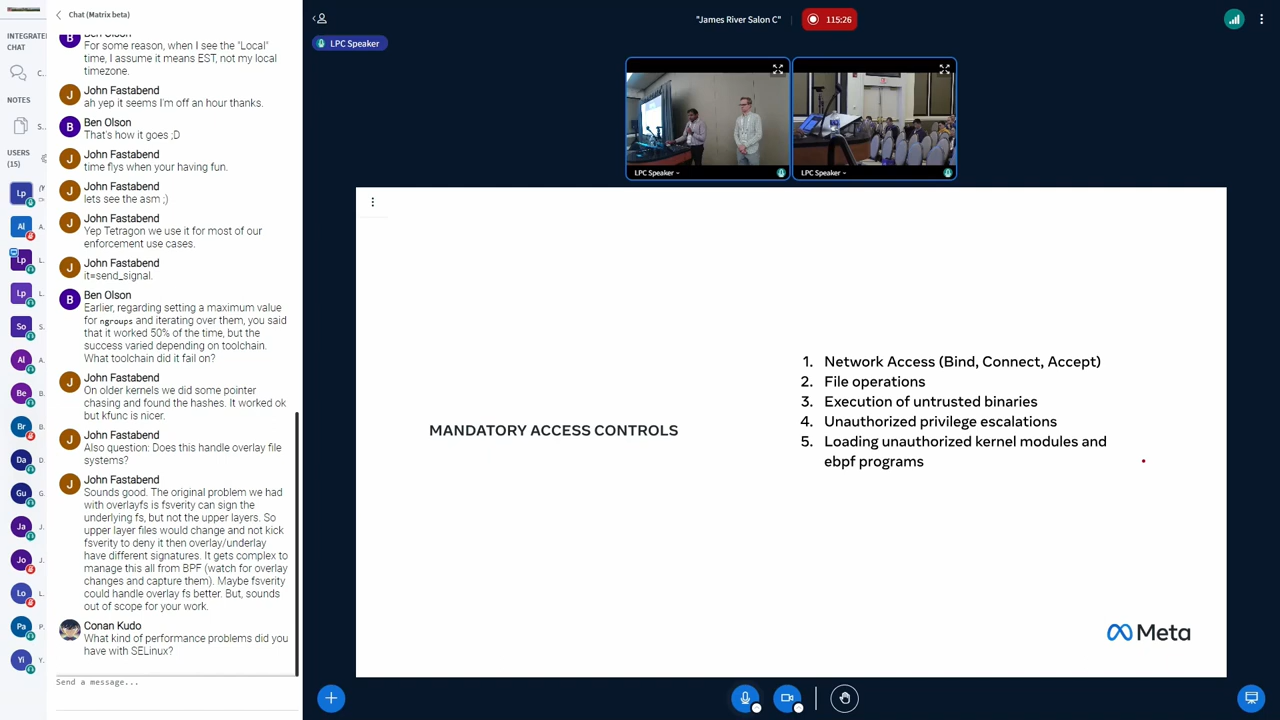 Chat (Matrix beta)
INTEGRATE
CHAT
C..
NOTES
S..
USERS
(15)
Ben Olson
For some reason, when I see the "Local"
time, I assume it means EST, not my local
timezone.
John Fastabend
ah yep it seems I'm off an hour thanks.
Ben Olson
That's how it goes ;D
John Fastabend
time flys when your having fun.
John Fastabend
lets see the asm ;)
John Fastabend
Yep Tetragon we use it for most of our
enforcement use cases.
John Fastabend
it=send_signal.
Ben Olson
Earlier, regarding setting a maximum value
for ngroups and iterating over them, you said
that it worked 50% of the time, but the
success varied depending on toolchain.
What toolchain did it fail on?
John Fastabend
On older kernels we did some pointer
chasing and found the hashes. It worked ok
but kfunc is nicer.
John Fastabend
Also question: Does this handle overlay file
systems?
John Fastabend
Sounds good. The original problem we had
with overlayfs is fsverity can sign the
underlying fs, but not the upper layers. So
upper layer files would change and not kick
fsverity to deny it then overlay/underlay
have different signatures. It gets complex to
manage this all from BPF (watch for overlay
changes and capture them). Maybe fsverity
could handle overlay fs better. But, sounds
out of scope for your work.
Conan Kudo
What kind of performance problems did you
have with SELinux?
Send a message...
"James River Salon C"
115:26
LPC Speaker
LPC Speaker
LPC Speaker
MANDATORY ACCESS CONTROLS
1. Network Access (Bind, Connect, Accept)
2. File operations
3. Execution of untrusted binaries
4. Unauthorized privilege escalations
5. Loading unauthorized kernel modules and
ebpf programs
Meta